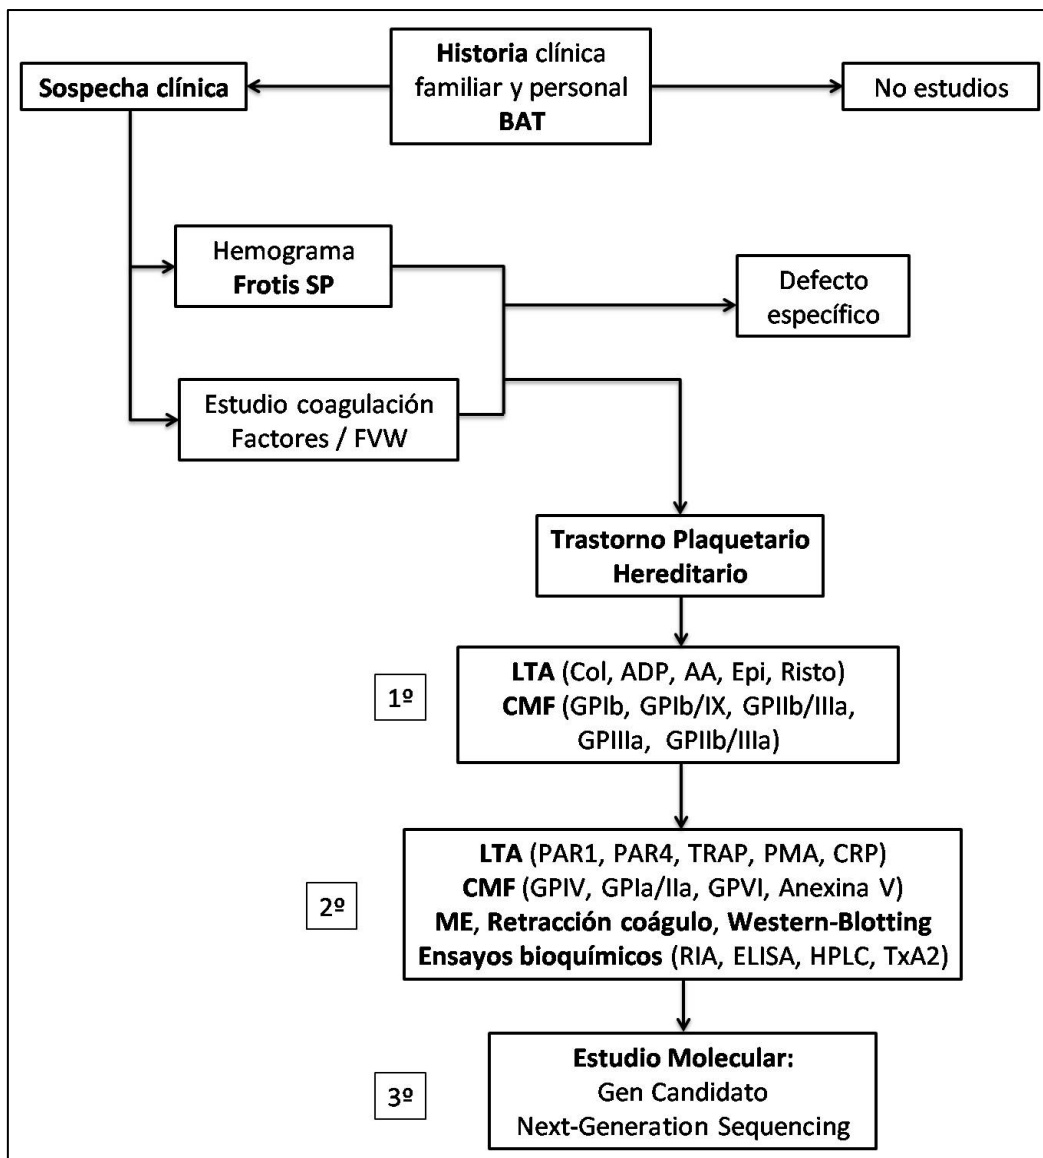 Historia clínica
familiar y personal
BAT
Sospecha clínica
No estudios
Hemograma
Frotis SP
Defecto
específico
Estudio coagulación
Factores / FVW
Trastorno Plaquetario
Hereditario
1º
LTA (Col, ADP, AA, Epi, Risto)
CMF (GPIb, GPIb/IX, GPIIb/IIIa,
GPIIIa, GPIIb/IIIa)
2º
LTA (PAR1, PAR4, TRAP, PMA, CRP)
CMF (GPIV, GPIa/IIa, GPVI, Anexina V)
ME, Retracción coágulo, Western-Blotting
Ensayos bioquímicos (RIA, ELISA, HPLC, TxA2)
3º
Estudio Molecular:
Gen Candidato
Next-Generation Sequencing